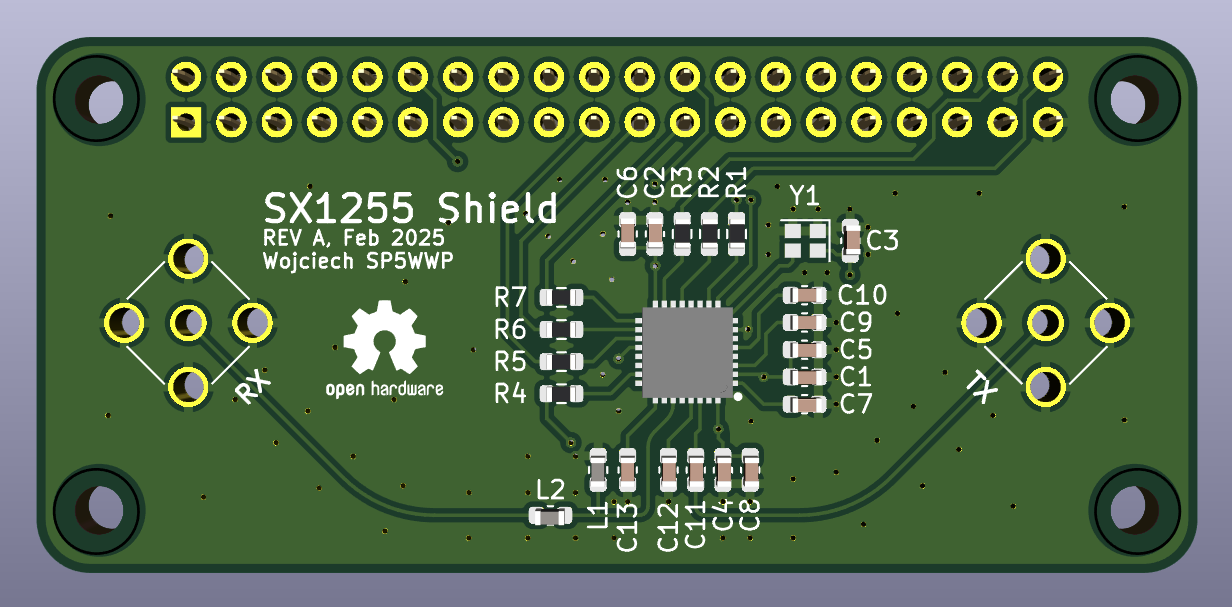 C6 C2 R3 R2 R1
Y1
SX1255 Shield
REV A, Feb 2025
Wojciech SP5WWP
C3
R7
R6
R5
R4
C10
C9
C5
C1
C7
open hardware
RX
TX
L2
L1 C13 C12 C11 C4 C8